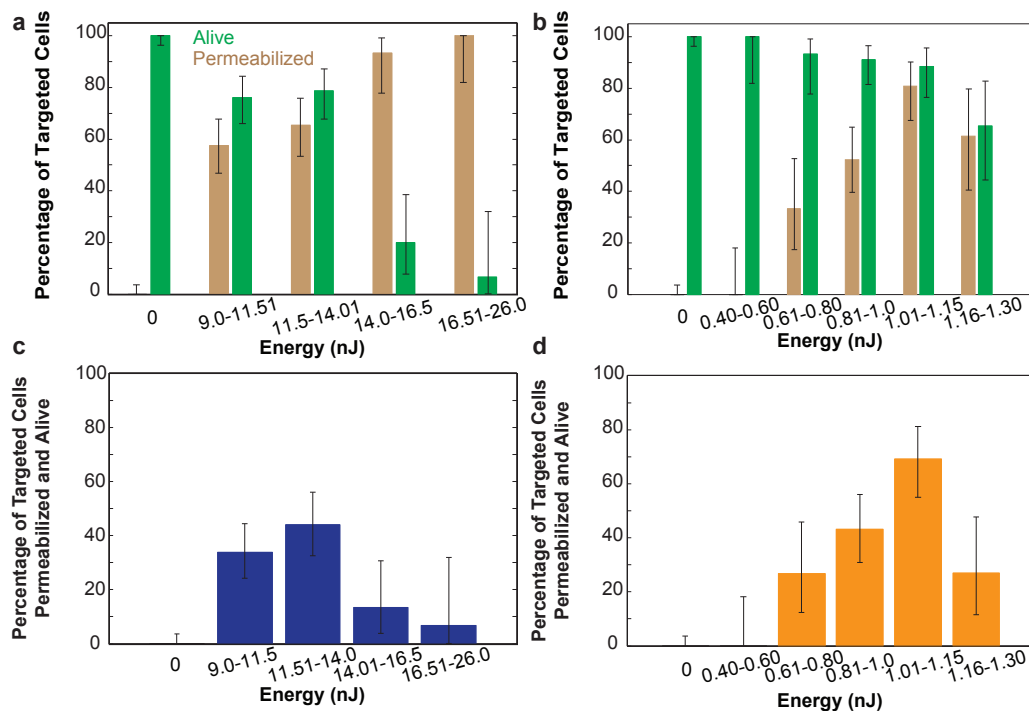 a
Percentage of Targeted Cells
100
80
60
40
20
0
Alive
Permeabilized
0
9.0-11.51
11.5-14.01
14.0-16.5
16.51-26.0
Energy (nJ)
b
Percentage of Targeted Cells
100
80
60
40
20
0
0
0.40-0.60
0.61-0.80
0.81-1.0
1.01-1.15
1.16-1.30
Energy (nJ)
c
Percentage of Targeted Cells
Permeabilized and Alive
100
80
60
40
20
0
0
9.0-11.5
11.51-14.0
14.01-16.5
16.51-26.0
Energy (nJ)
d
Percentage of Targeted Cells
Permeabilized and Alive
100
80
60
40
20
0
0
0.40-0.60
0.61-0.80
0.81-1.0
1.01-1.15
1.16-1.30
Energy (nJ)